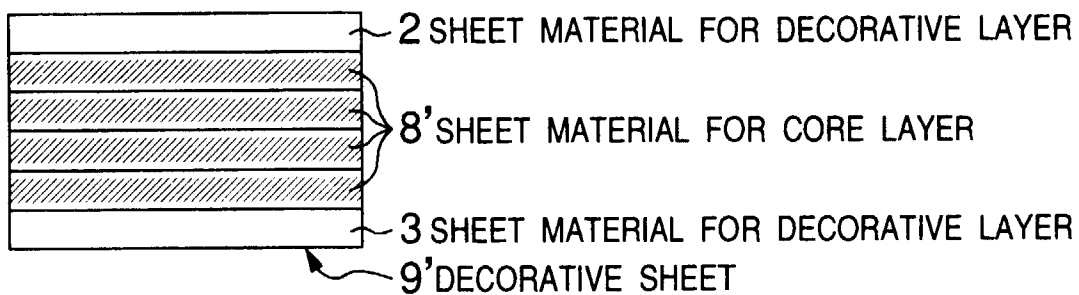 2 SHEET MATERIAL FOR DECORATIVE LAYER
8' SHEET MATERIAL FOR CORE LAYER
3 SHEET MATERIAL FOR DECORATIVE LAYER
9' DECORATIVE SHEET